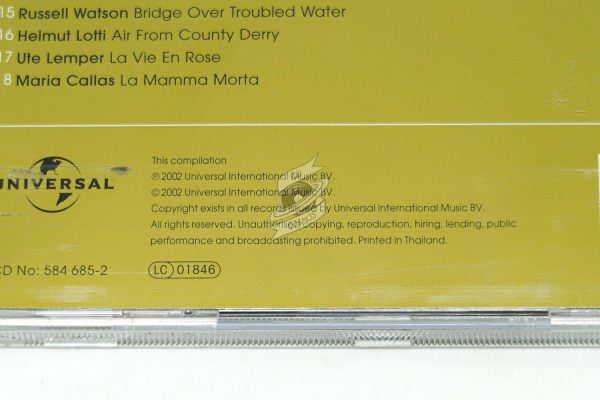 15 Russell Watson Bridge Over Troubled Water
16 Helmut Lotti Air From County Derry
17 Ute Lemper La Vie En Rose
8 Maria Callas La Mamma Morta
UNIVERSAL
This compilation
℗ 2002 Universal International Music BV.
© 2002 Universal International Music BV.
Copyright exists in all records issued by Universal International Music BV.
All rights reserved. Unauthorised copying, reproduction, hiring, lending, public
performance and broadcasting prohibited. Printed in Thailand.
CD No: 584 685-2
LC 01846